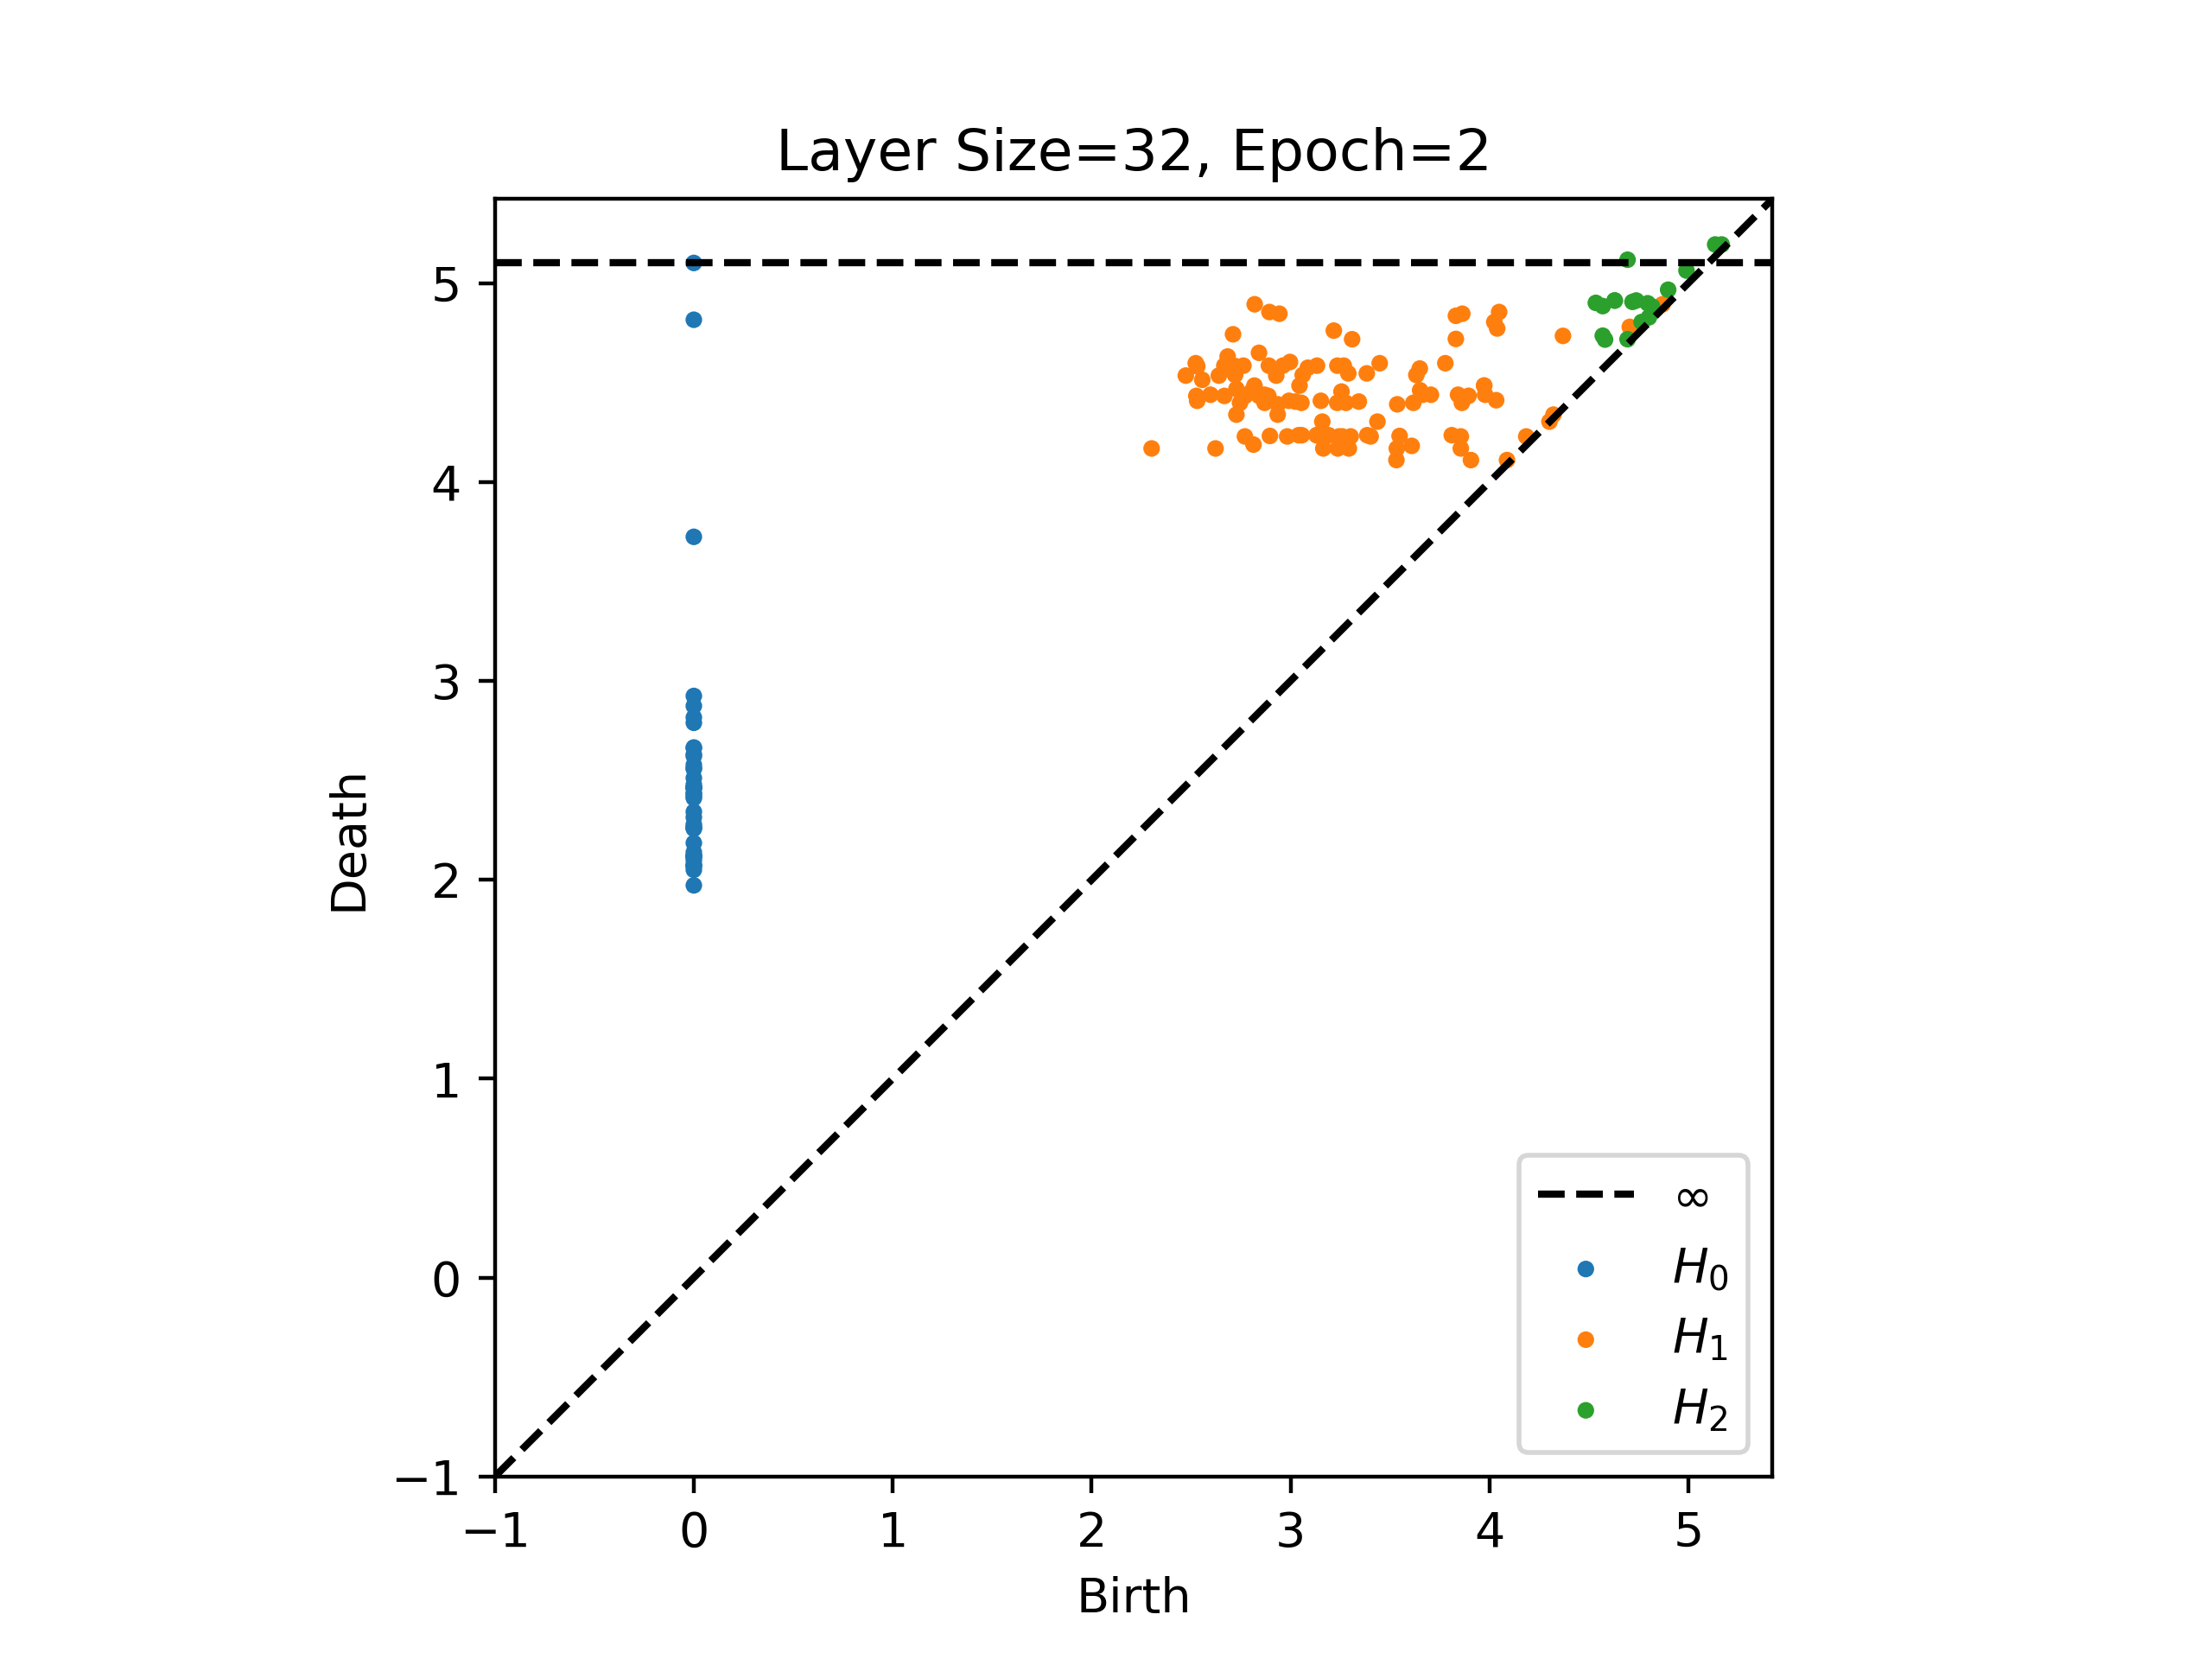 Layer Size=32, Epoch=2
Death
5
4
3
2
1
0
−1
−1 0 1 2 3 4 5
Birth
∞
H₀
H₁
H₂